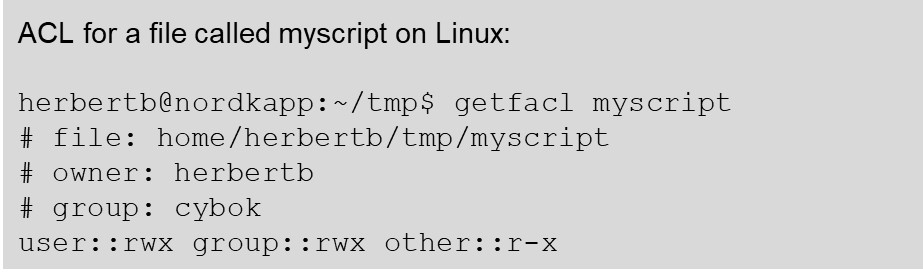 ACL for a file called myscript on Linux:
herbertb@nordkapp:~/tmp$ getfacl myscript
# file: home/herbertb/tmp/myscript
# owner: herbertb
# group: cybok
user::rwx group::rwx other::r-x